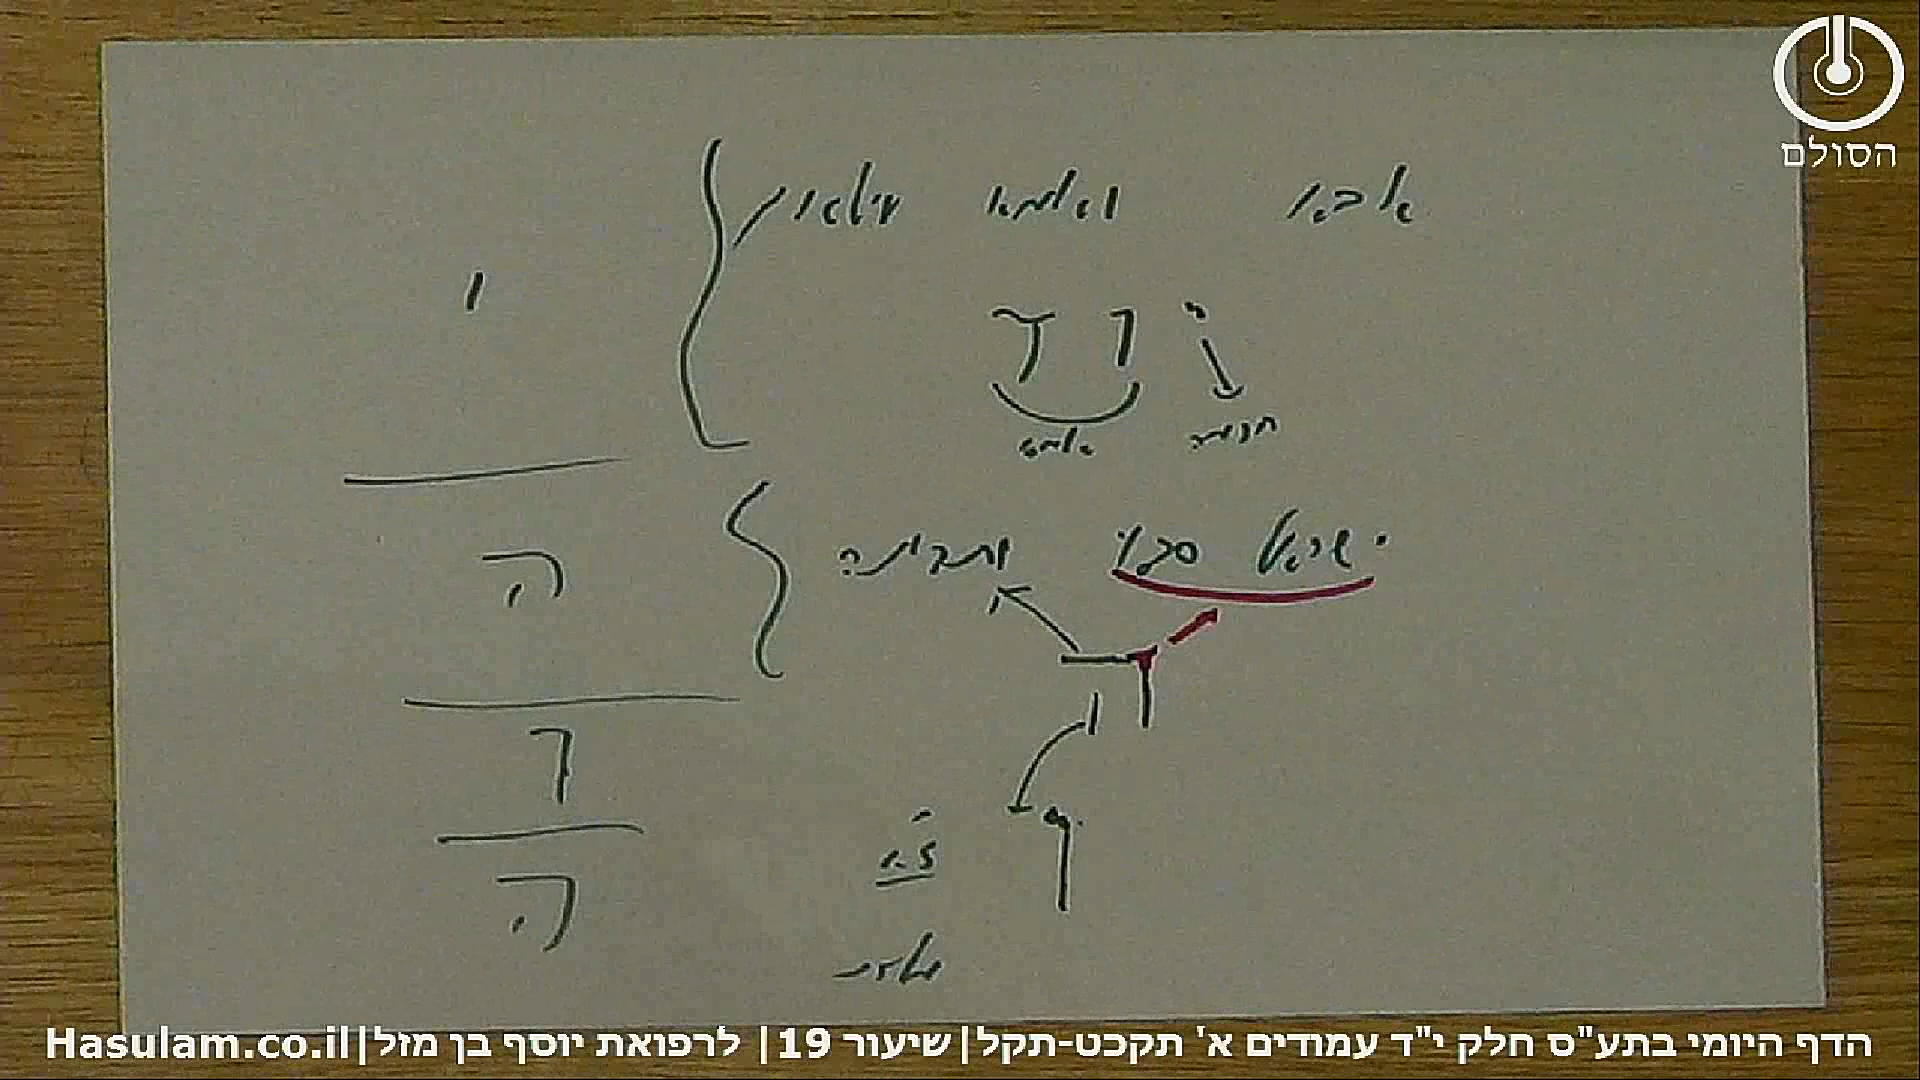 הסולם
אבא ואמא עילאין
י
י ו ד
חכמה
אמא
ישראל סבא ותבונה
ה
ו
ז"א
ה
הדף היומי בתע"ס חלק י"ד עמודים א' תקכט-תקל | שיעור 19 | לרפואת יוסף בן מזל | Hasulam.co.il